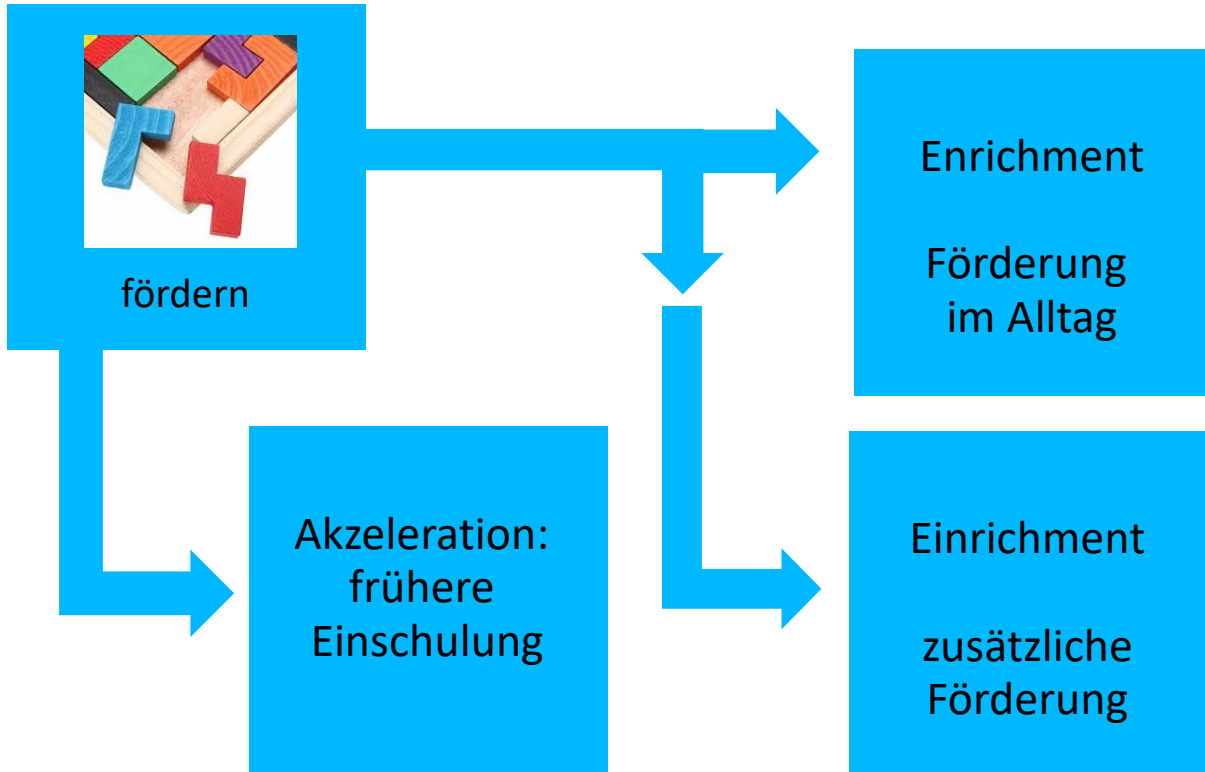 fördern
Enrichment
Förderung
im Alltag
Akzeleration:
frühere
Einschulung
Einrichment
zusätzliche
Förderung